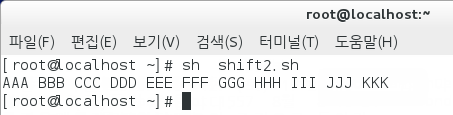 root@localhost:~
파일(F) 편집(E) 보기(V) 검색(S) 터미널(T) 도움말(H)
[root@localhost ~]# sh  shift2.sh
AAA BBB CCC DDD EEE FFF GGG HHH III JJJ KKK
[root@localhost ~]#